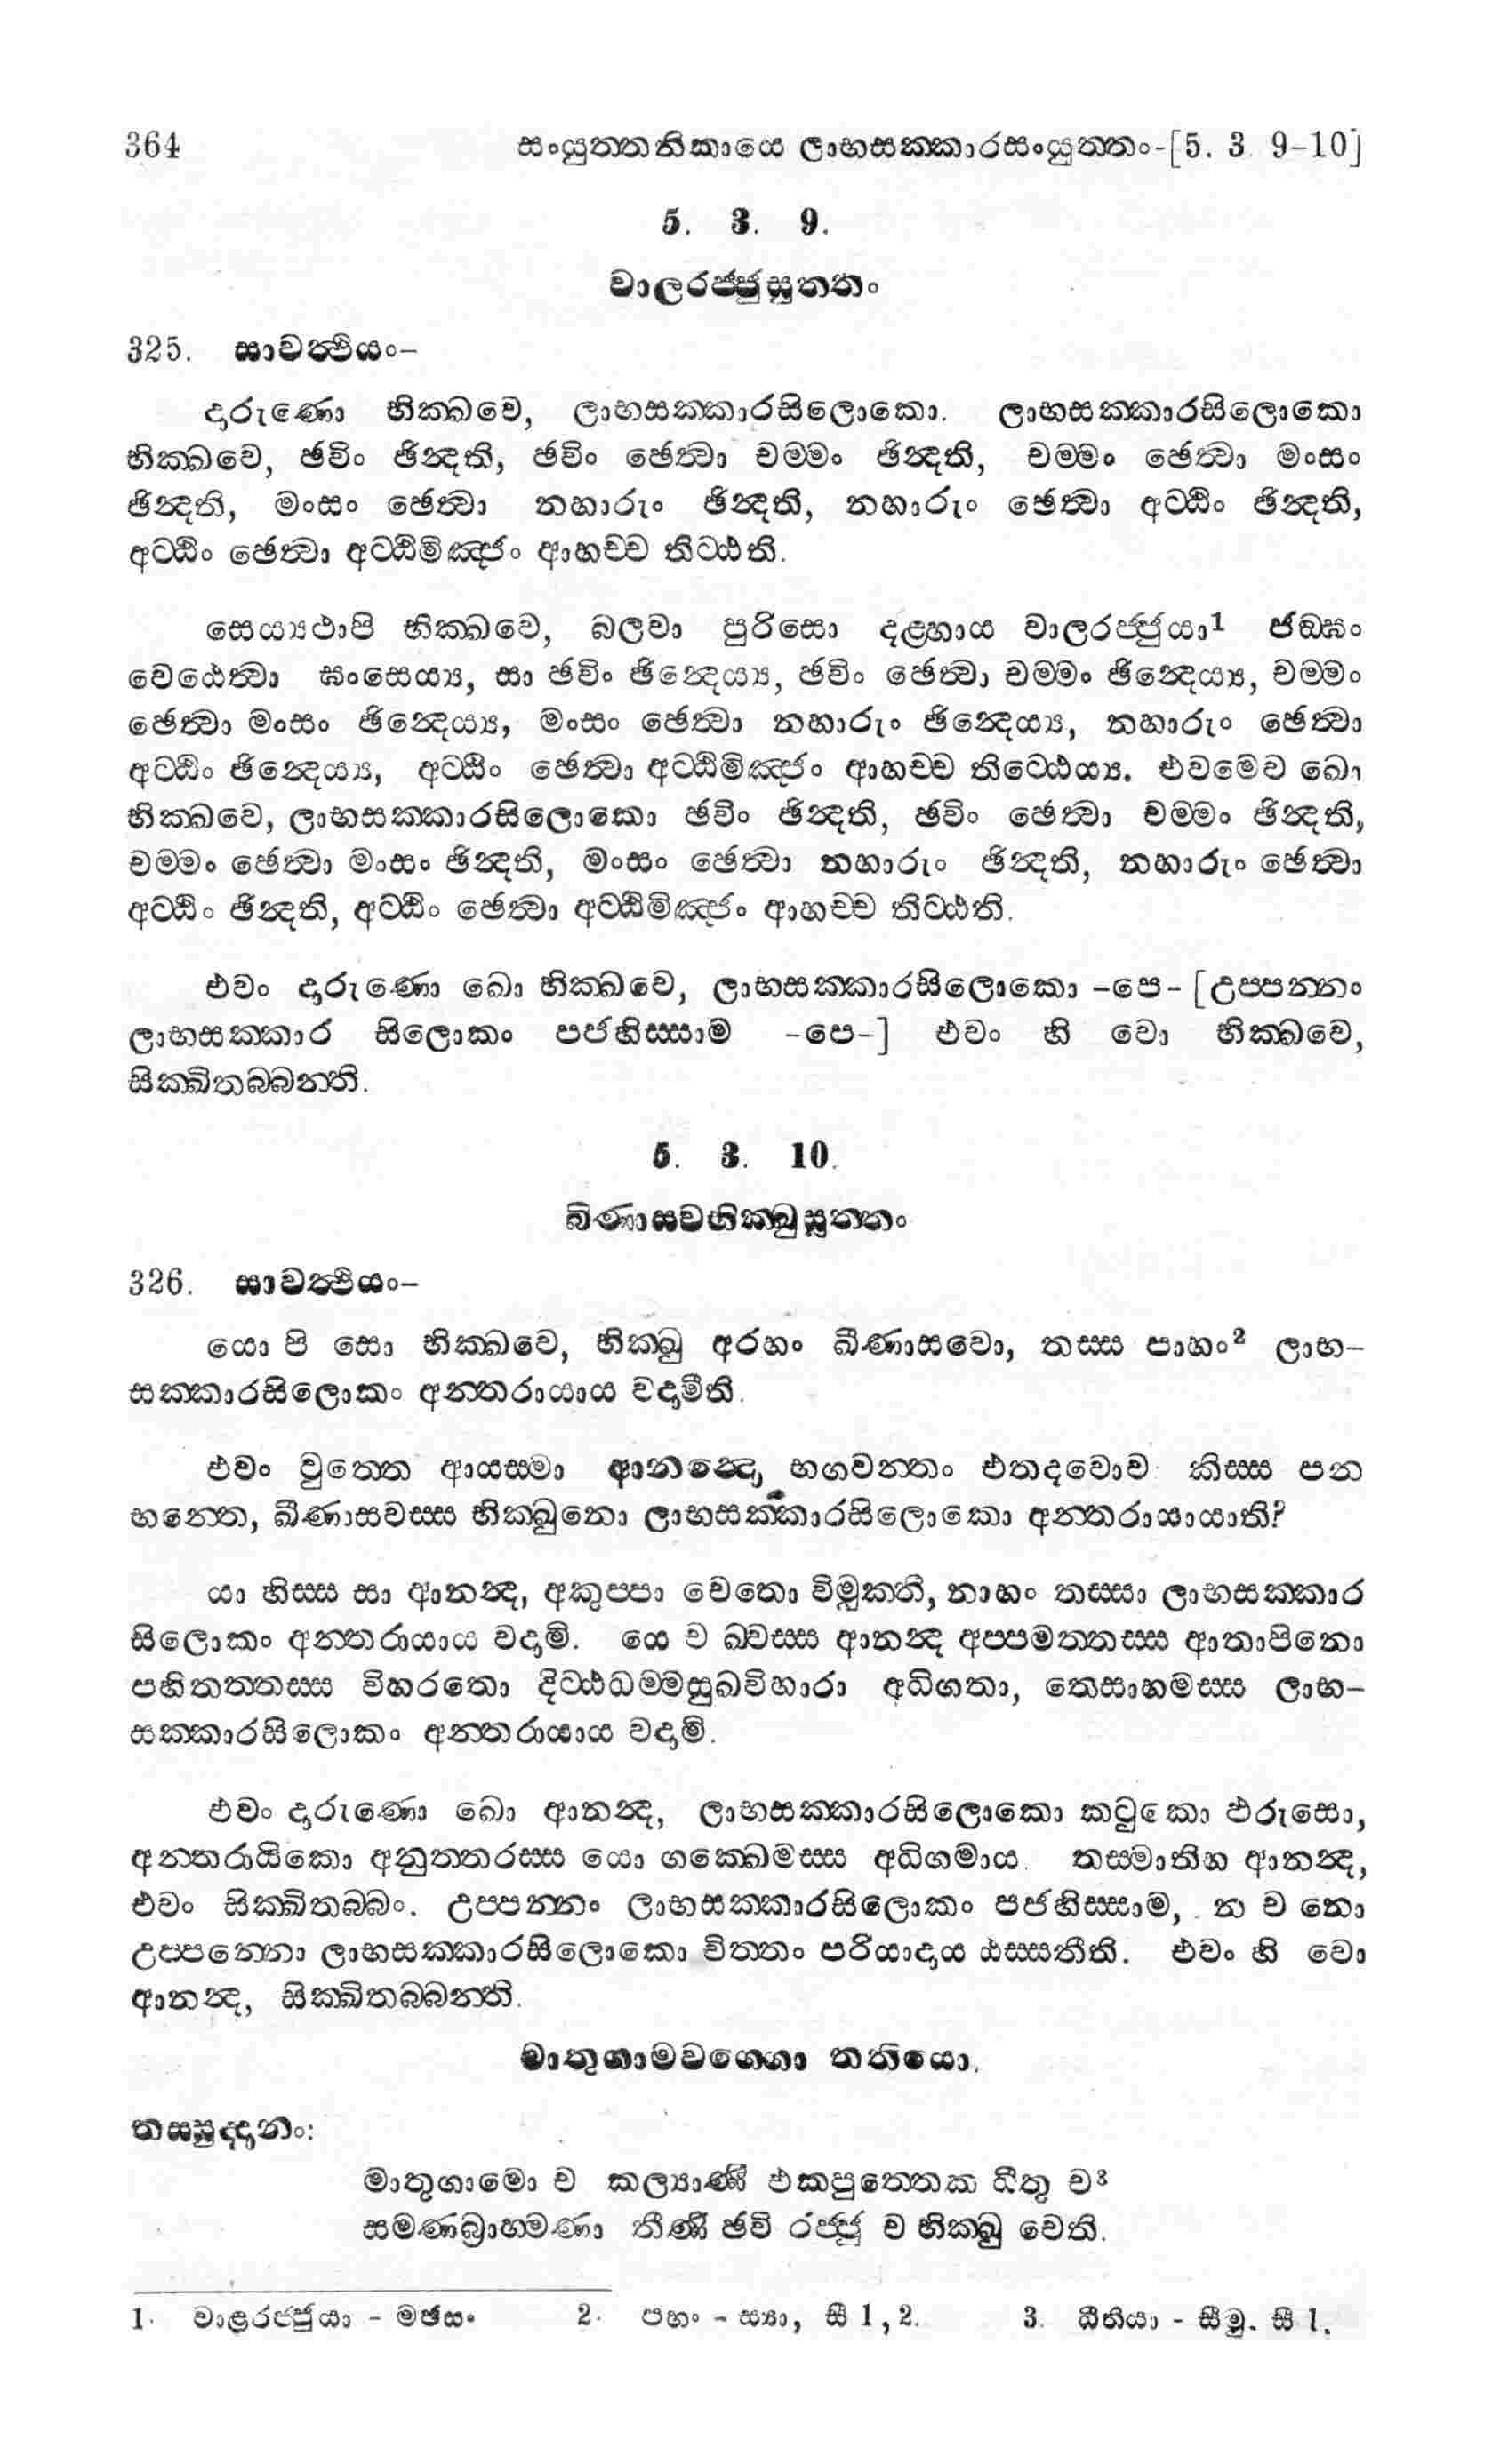 364 සංයුත්තනිකායෙ ලාභසක්කාරසංයුත්තං-[5. 3. 9-10]
5. 3. 9.
වාලරජ්ජුසුත්තං
325. සාවත්ථියං-
දාරුණො භික්ඛවෙ, ලාභසක්කාරසිලොකො. ලාභසක්කාරසිලොකො
භික්ඛවෙ, ඡවිං ඡින්දති, ඡවිං ඡෙත්වා චම්මං ඡින්දති, චම්මං ඡෙත්වා මංසං
ඡින්දති, මංසං ඡෙත්වා නහාරුං ඡින්දති, නහාරුං ඡෙත්වා අට්ඨිං ඡින්දති,
අට්ඨිං ඡෙත්වා අට්ඨිමිඤ්ජං ආහච්ච තිට්ඨති.
සෙය්‍යථාපි භික්ඛවෙ, බලවා පුරිසො දළ්හාය වාලරජ්ජුයා1 ජඞ්ඝං
වෙඨෙත්වා ඝංසෙය්‍ය, සා ඡවිං ඡින්දෙය්‍ය, ඡවිං ඡෙත්වා චම්මං ඡින්දෙය්‍ය, චම්මං
ඡෙත්වා මංසං ඡින්දෙය්‍ය, මංසං ඡෙත්වා නහාරුං ඡින්දෙය්‍ය, නහාරුං ඡෙත්වා
අට්ඨිං ඡින්දෙය්‍ය, අට්ඨිං ඡෙත්වා අට්ඨිමිඤ්ජං ආහච්ච තිට්ඨෙය්‍ය. එවමෙව ඛො
භික්ඛවෙ, ලාභසක්කාරසිලොකො ඡවිං ඡින්දති, ඡවිං ඡෙත්වා චම්මං ඡින්දති,
චම්මං ඡෙත්වා මංසං ඡින්දති, මංසං ඡෙත්වා නහාරුං ඡින්දති, නහාරුං ඡෙත්වා
අට්ඨිං ඡින්දති, අට්ඨිං ඡෙත්වා අට්ඨිමිඤ්ජං ආහච්ච තිට්ඨති.
එවං දාරුණො ඛො භික්ඛවෙ, ලාභසක්කාරසිලොකො -පෙ- [උප්පන්නං
ලාභසක්කාර සිලොකං පජහිස්සාම -පෙ-] එවං හි වො භික්ඛවෙ,
සික්ඛිතබ්බන්ති.
5. 3. 10.
ඛිණාසවභික්ඛුසුත්තං
326. සාවත්ථියං-
යො පි සො භික්ඛවෙ, භික්ඛු අරහං ඛීණාසවො, තස්ස පාහං2 ලාභ-
සක්කාරසිලොකං අන්තරායාය වදාමීති.
එවං වුත්තෙ ආයස්මා ආනන්දො භගවන්තං එතදවොච: කිස්ස පන
භන්තෙ, ඛීණාසවස්ස භික්ඛුනො ලාභසක්කාරසිලොකො අන්තරායායාති?
යා හිස්ස සා ආනන්ද, අකුප්පා චෙතො විමුත්ති, නාහං තස්සා ලාභසක්කාර
සිලොකං අන්තරායාය වදාමි. යෙ ච ඛ්වස්ස ආනන්ද අප්පමත්තස්ස ආතාපිනො
පහිතත්තස්ස විහරතො දිට්ඨධම්මසුඛවිහාරා අධිගතා, තෙසාහමස්ස ලාභ-
සක්කාරසිලොකං අන්තරායාය වදාමි.
එවං දාරුණො ඛො ආනන්ද, ලාභසක්කාරසිලොකො කටුකො ඵරුසො,
අන්තරායිකො අනුත්තරස්ස යො ගක්ඛෙමස්ස අධිගමාය. තස්මාතිහ ආනන්ද,
එවං සික්ඛිතබ්බං. උප්පන්නං ලාභසක්කාරසිලොකං පජහිස්සාම, න ච නො
උප්පන්නො ලාභසක්කාරසිලොකො චිත්තං පරියාදාය ඨස්සතීති. එවං හි වො
ආනන්ද, සික්ඛිතබ්බන්ති.
මාතුගාමවග්ගො තතියො.
තස්සුද්දානං:
මාතුගාමො ච කල්‍යාණී එකපුත්තෙක ධීතු ච3
සමණබ්‍රාහ්මණා තීණි ඡවි රජ්ජු ච භික්ඛු චෙති.
1. වාළරජ්ජුයා - මඡසං 2. පහං - ස්‍යා, සී 1, 2. 3. ධීතියා - සීමු. සී 1.